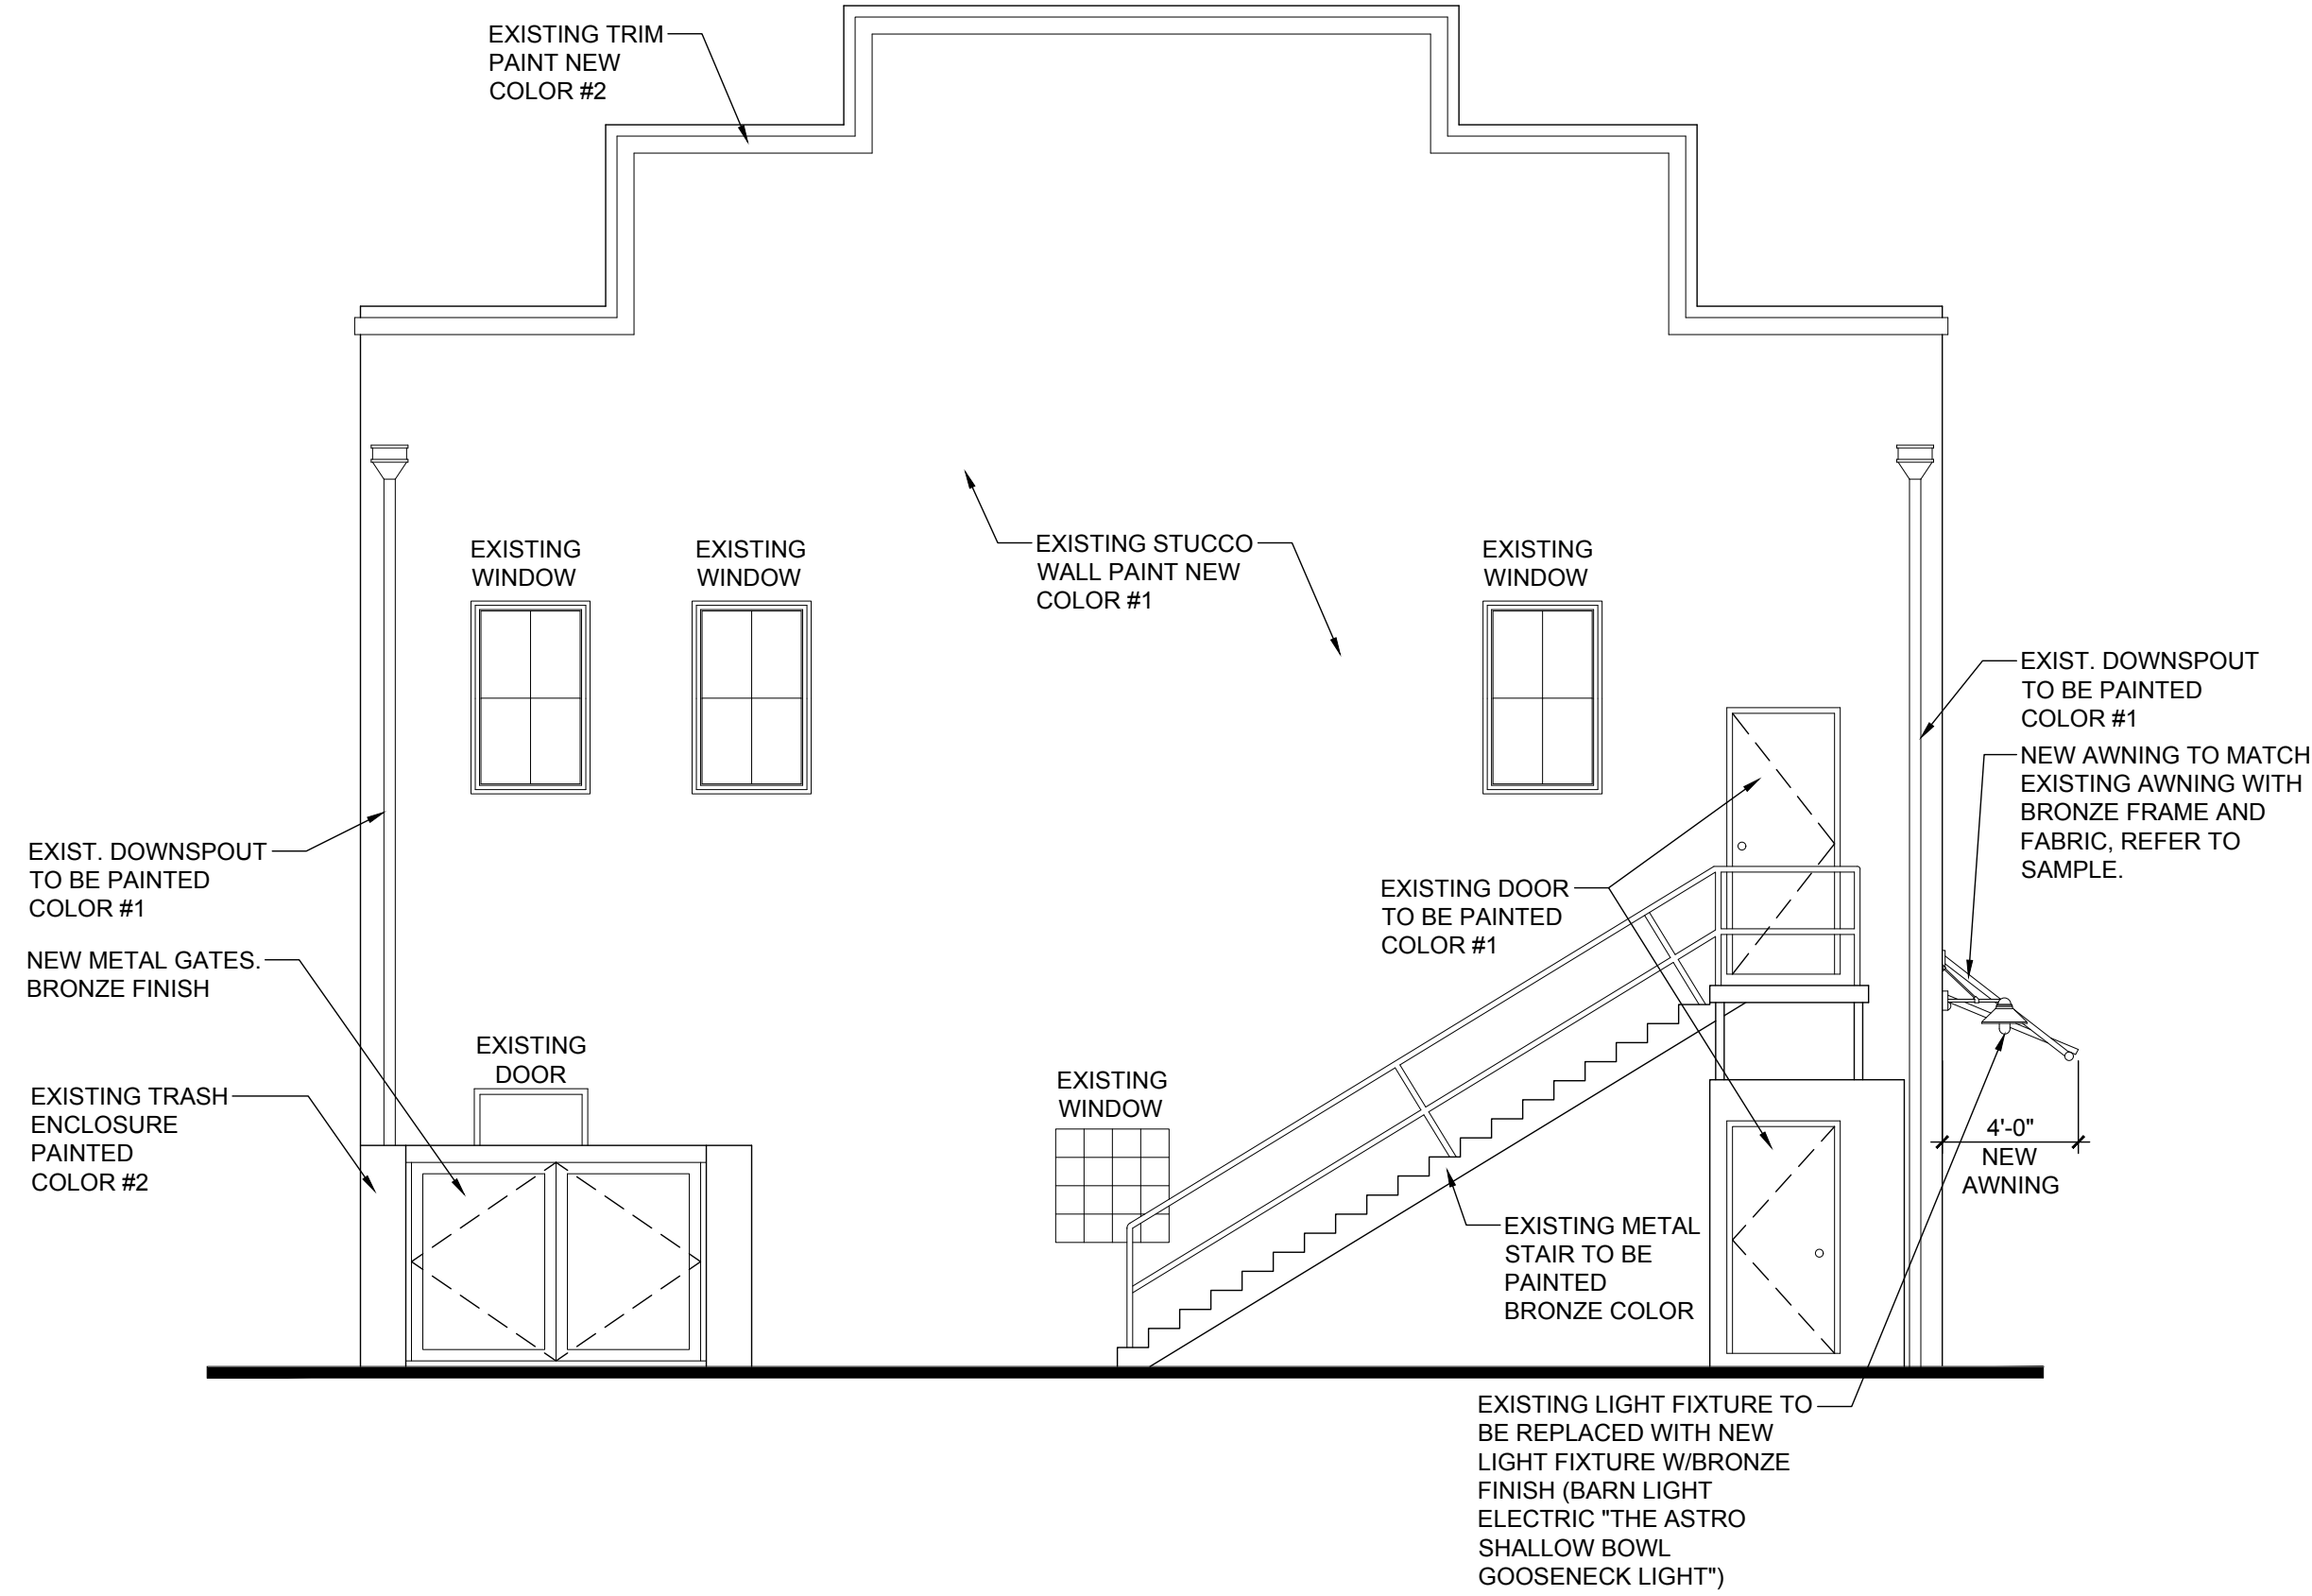 EXISTING TRIM
PAINT NEW
COLOR #2
EXISTING
WINDOW
EXISTING
WINDOW
EXISTING STUCCO
WALL PAINT NEW
COLOR #1
EXISTING
WINDOW
EXIST. DOWNSPOUT
TO BE PAINTED
COLOR #1
NEW AWNING TO MATCH
EXISTING AWNING WITH
BRONZE FRAME AND
FABRIC, REFER TO
SAMPLE.
EXIST. DOWNSPOUT
TO BE PAINTED
COLOR #1
EXISTING DOOR
TO BE PAINTED
COLOR #1
NEW METAL GATES.
BRONZE FINISH
EXISTING
DOOR
EXISTING TRASH
ENCLOSURE
PAINTED
COLOR #2
EXISTING
WINDOW
4'-0"
NEW
AWNING
EXISTING METAL
STAIR TO BE
PAINTED
BRONZE COLOR
EXISTING LIGHT FIXTURE TO
BE REPLACED WITH NEW
LIGHT FIXTURE W/BRONZE
FINISH (BARN LIGHT
ELECTRIC "THE ASTRO
SHALLOW BOWL
GOOSENECK LIGHT")